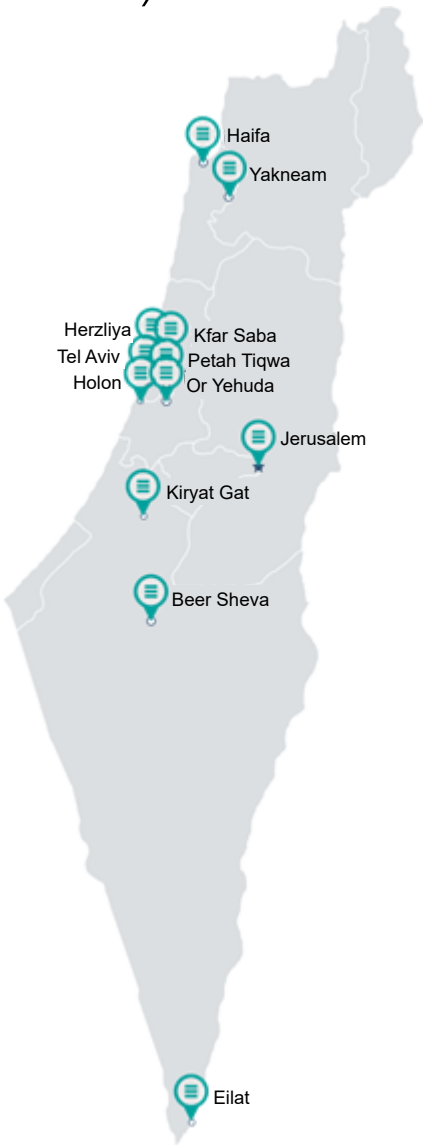 Haifa
Yakneam
Herzliya
Kfar Saba
Tel Aviv
Petah Tiqwa
Holon
Or Yehuda
Jerusalem
Kiryat Gat
Beer Sheva
Eilat